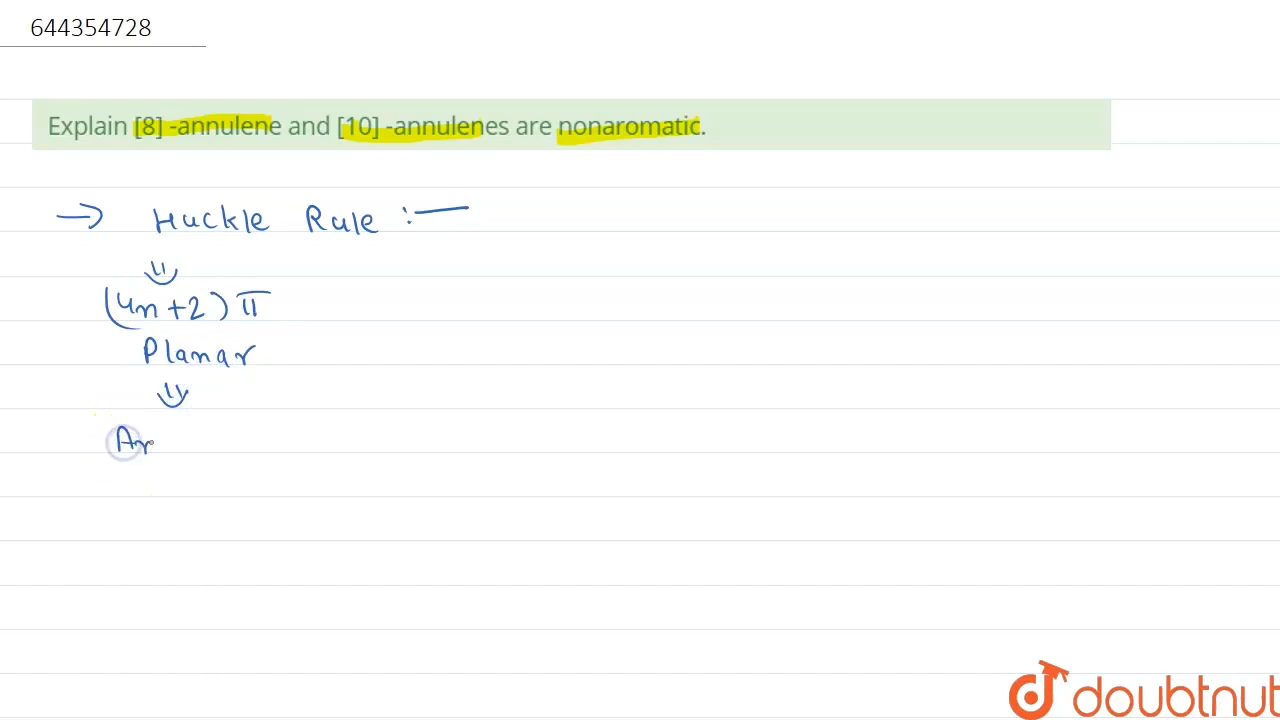 644354728
Explain [8] -annulene and [10] -annulenes are nonaromatic.
→ Huckle Rule :—
(4n+2) π
Planar
Ar
doubtnut